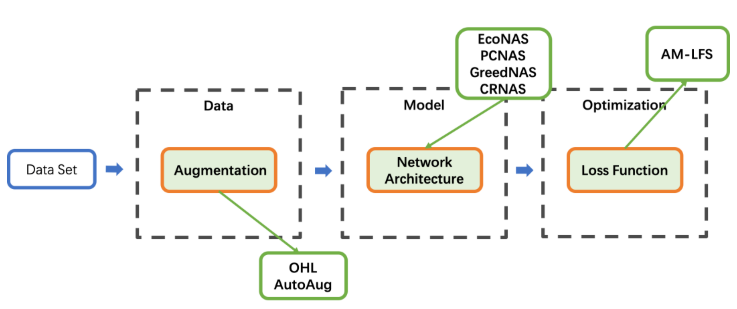 EcoNAS
PCNAS
GreedNAS
CRNAS
AM-LFS
Data
Model
Optimization
Data Set
Augmentation
Network
Architecture
Loss Function
OHL
AutoAug